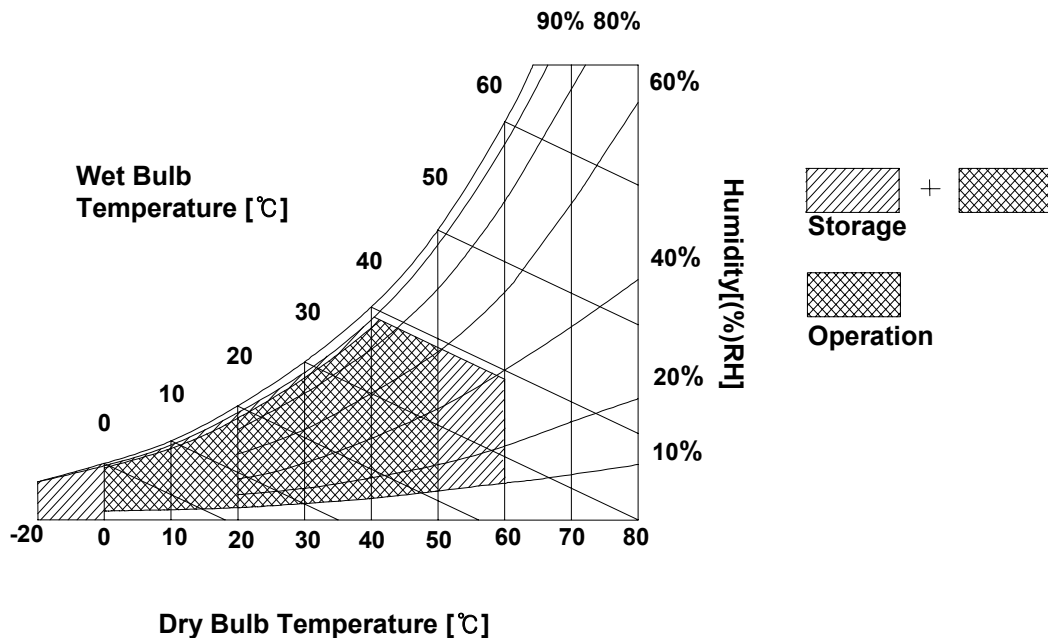 90% 80%
60
60%
Wet Bulb
Temperature [℃]
50
Humidity[(%)RH]
+
Storage
40
40%
30
Operation
20
20%
10
0
10%
-20 0 10 20 30 40 50 60 70 80
Dry Bulb Temperature [℃]